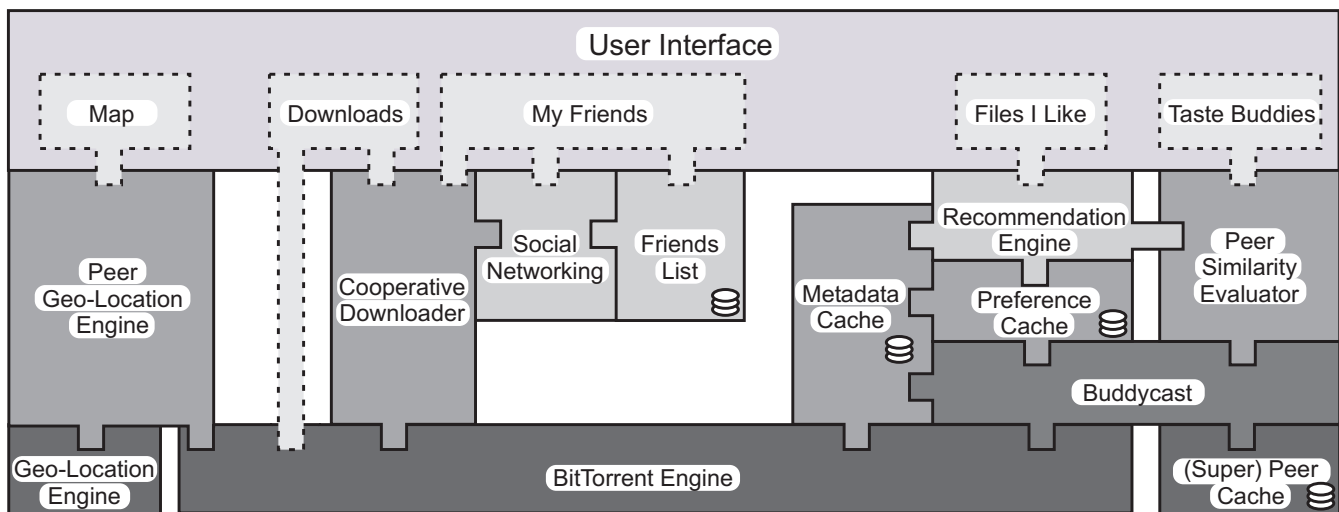 User Interface
Map
Downloads
My Friends
Files I Like
Taste Buddies
Peer
Geo-Location
Engine
Cooperative
Downloader
Social
Networking
Friends
List
Metadata
Cache
Recommendation
Engine
Preference
Cache
Peer
Similarity
Evaluator
Buddycast
Geo-Location
Engine
BitTorrent Engine
(Super) Peer
Cache